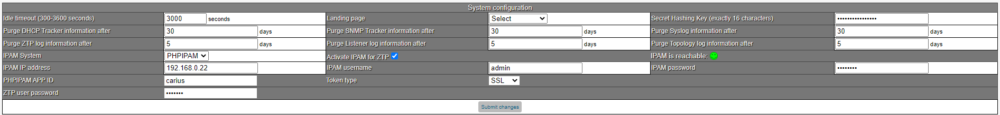 System configuration
Idle timeout (300-3600 seconds) 3000 seconds Landing page Select Secret Hashing Key (exactly 16 characters) ••••••••••••••••
Purge DHCP Tracker information after 30 days Purge SNMP Tracker information after 30 days Purge Syslog information after 30 days
Purge ZTP log information after 5 days Purge Listener log information after 5 days Purge Topology log information after 5 days
IPAM System PHPIPAM Activate IPAM for ZTP IPAM is reachable:
IPAM IP address 192.168.0.22 IPAM username admin IPAM password ••••••••
PHPIPAM APP ID carius Token type SSL
ZTP user password •••••••
Submit changes